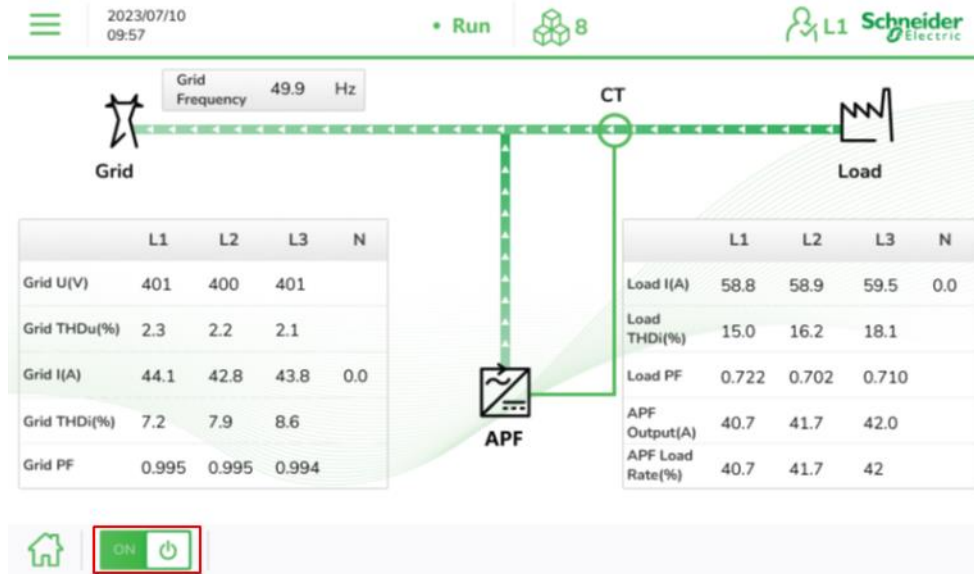 2023/07/10
09:57
• Run
8
L1
Schneider
Electric
Grid
Frequency 49.9 Hz
CT
Grid
Load
APF
L1 L2 L3 N
Grid U(V) 401 400 401
Grid THDu(%) 2.3 2.2 2.1
Grid I(A) 44.1 42.8 43.8 0.0
Grid THDi(%) 7.2 7.9 8.6
Grid PF 0.995 0.995 0.994
L1 L2 L3 N
Load I(A) 58.8 58.9 59.5 0.0
Load
THDi(%) 15.0 16.2 18.1
Load PF 0.722 0.702 0.710
APF
Output(A) 40.7 41.7 42.0
APF Load
Rate(%) 40.7 41.7 42
ON